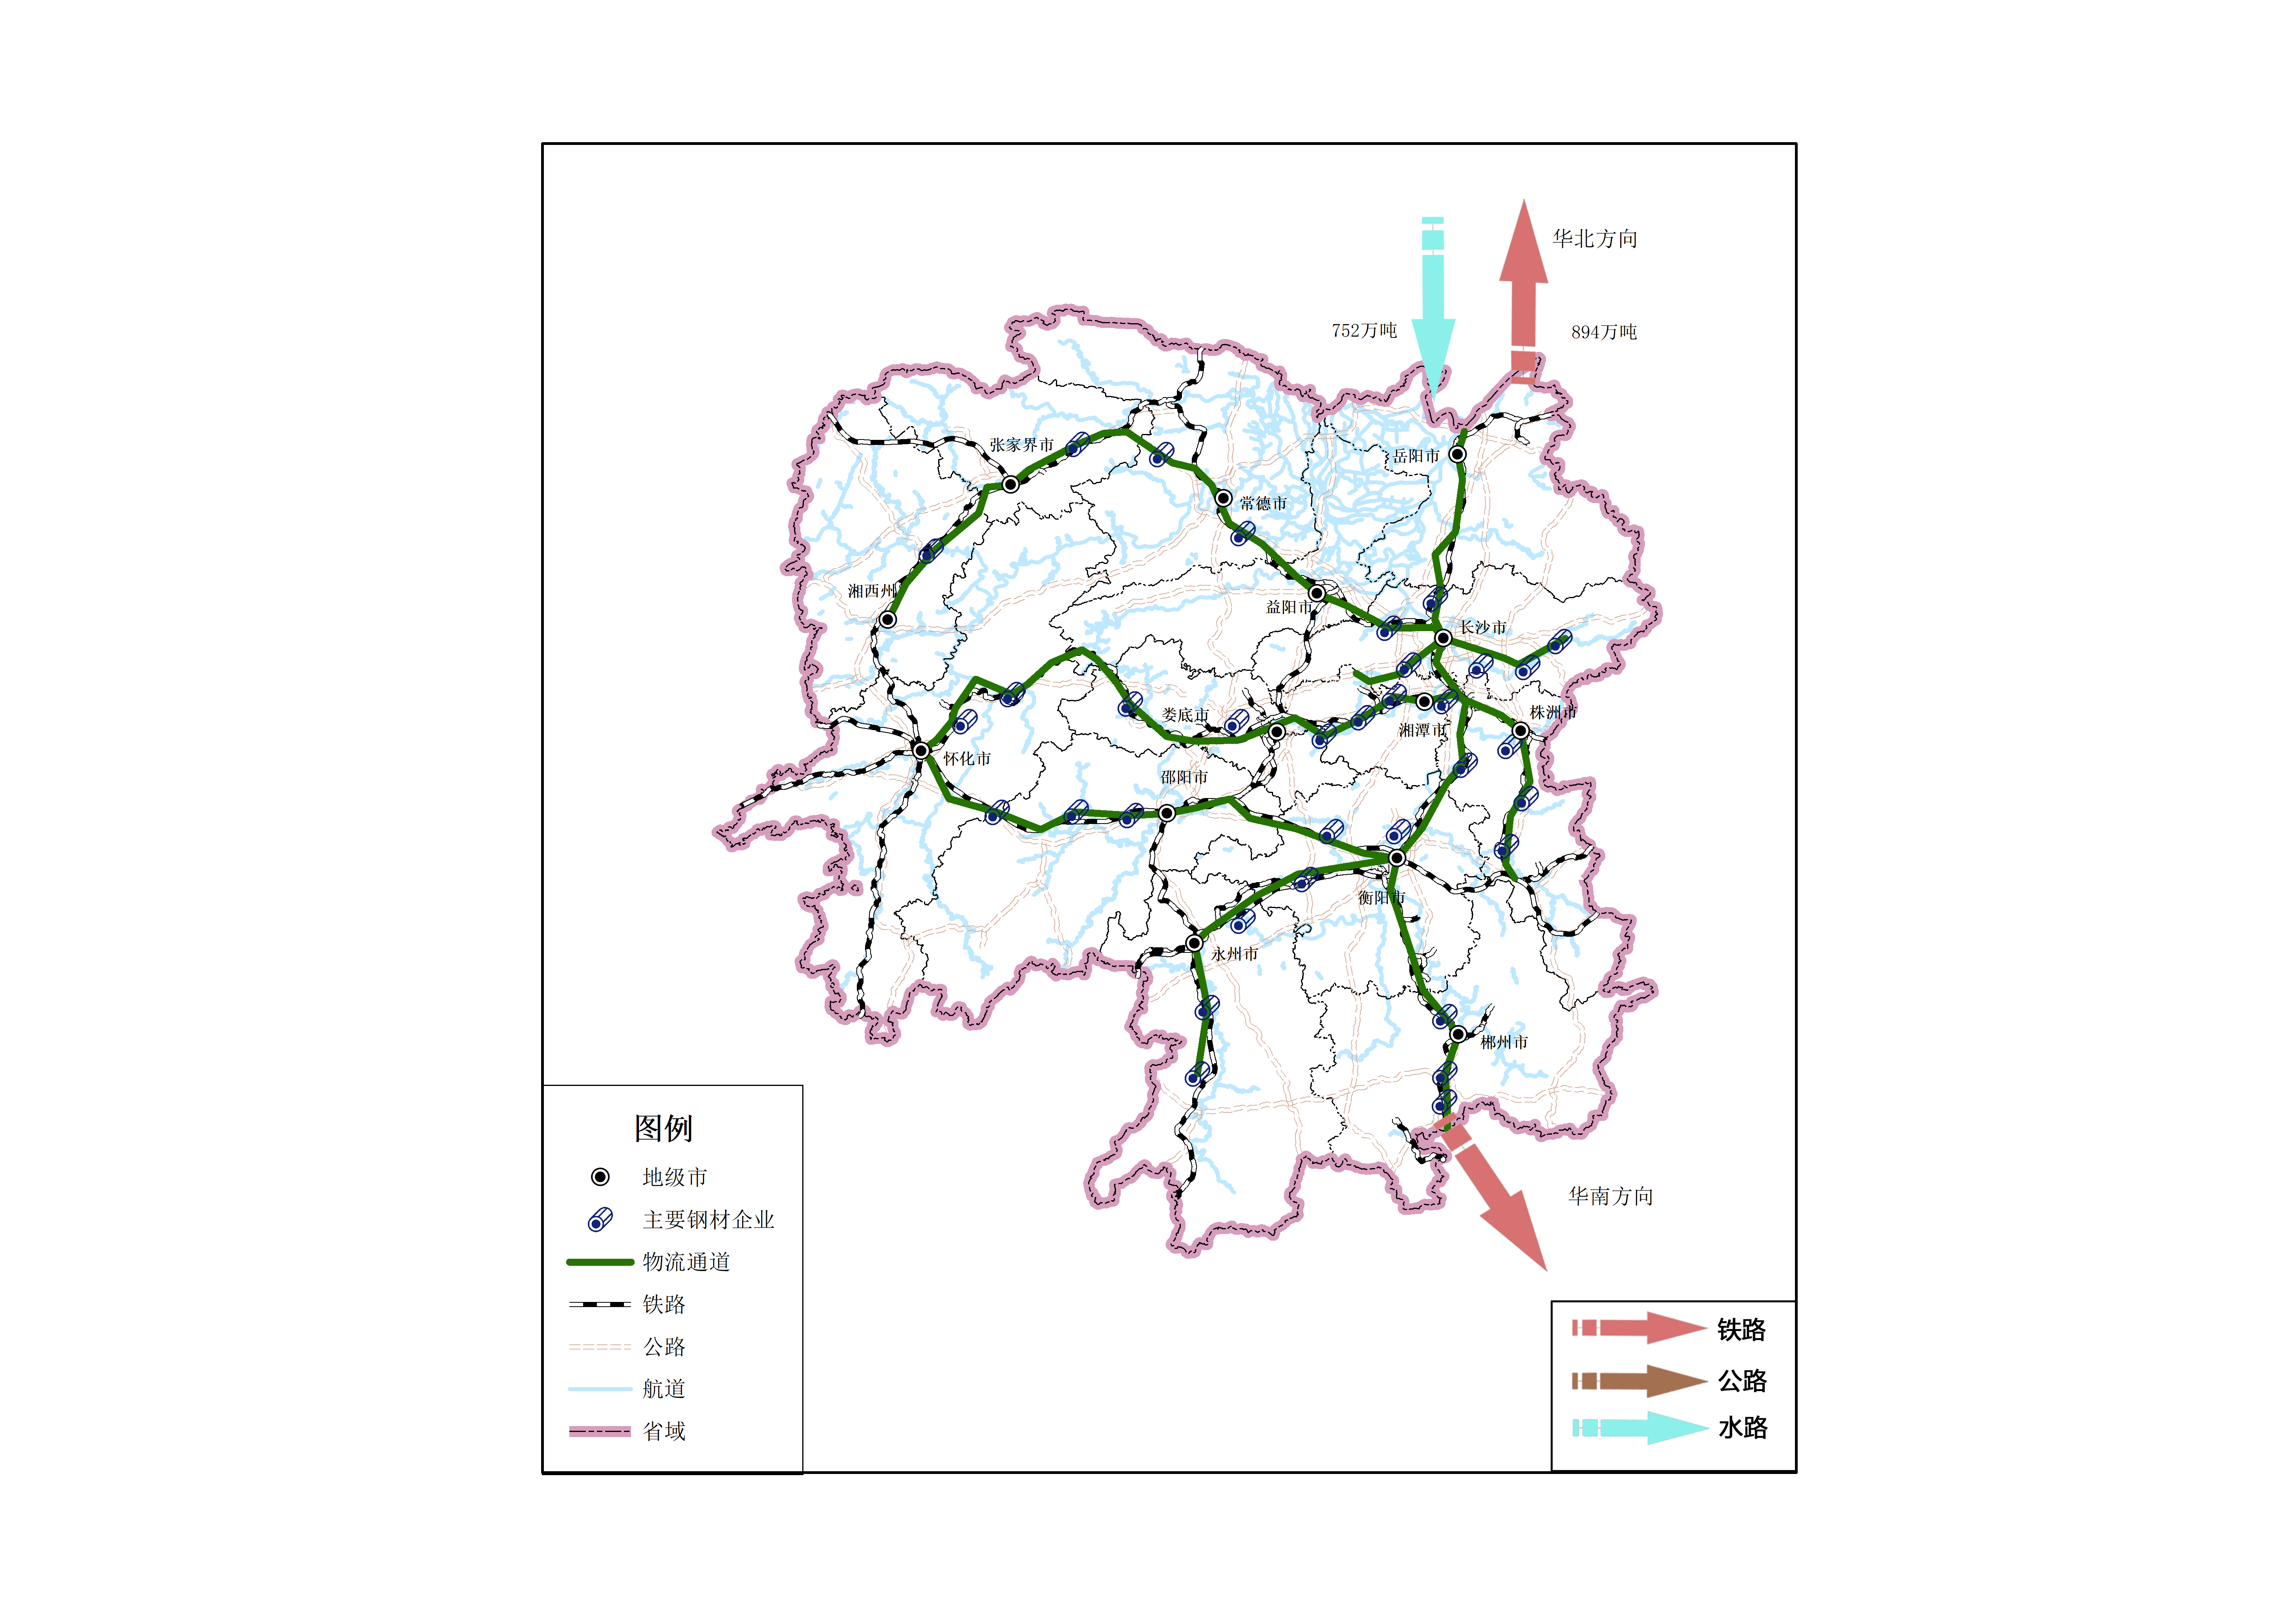 华北方向
752万吨
894万吨
张家界市
岳阳市
常德市
湘西州
益阳市
长沙市
娄底市
株洲市
湘潭市
怀化市
邵阳市
衡阳市
永州市
郴州市
华南方向
图例
地级市
主要钢材企业
物流通道
铁路
公路
航道
省域
铁路
公路
水路